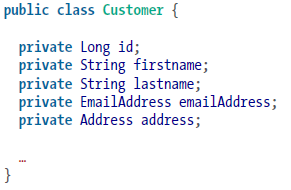 public class Customer {
private Long id;
private String firstname;
private String lastname;
private EmailAddress emailAddress;
private Address address;
…
}